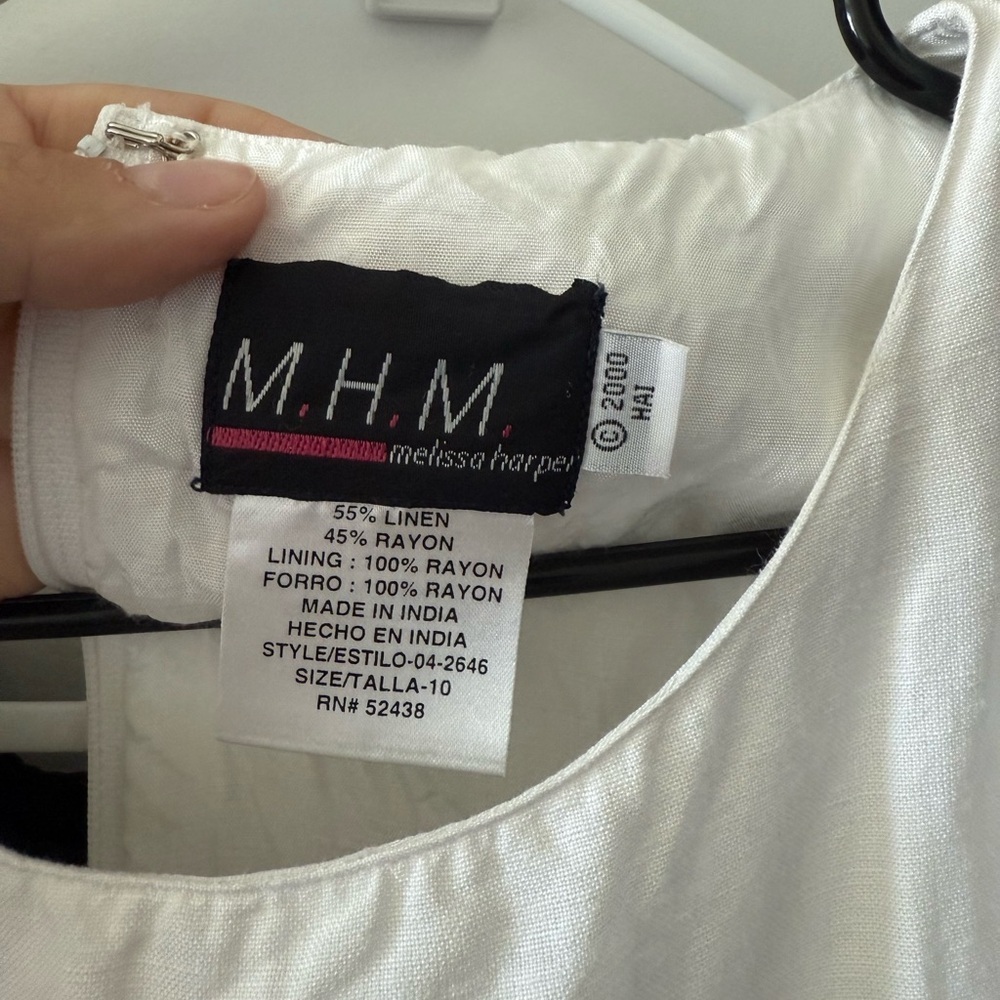 M.H.M.
melissa harper
© 2000
HAI
55% LINEN
45% RAYON
LINING : 100% RAYON
FORRO : 100% RAYON
MADE IN INDIA
HECHO EN INDIA
STYLE/ESTILO-04-2646
SIZE/TALLA-10
RN# 52438